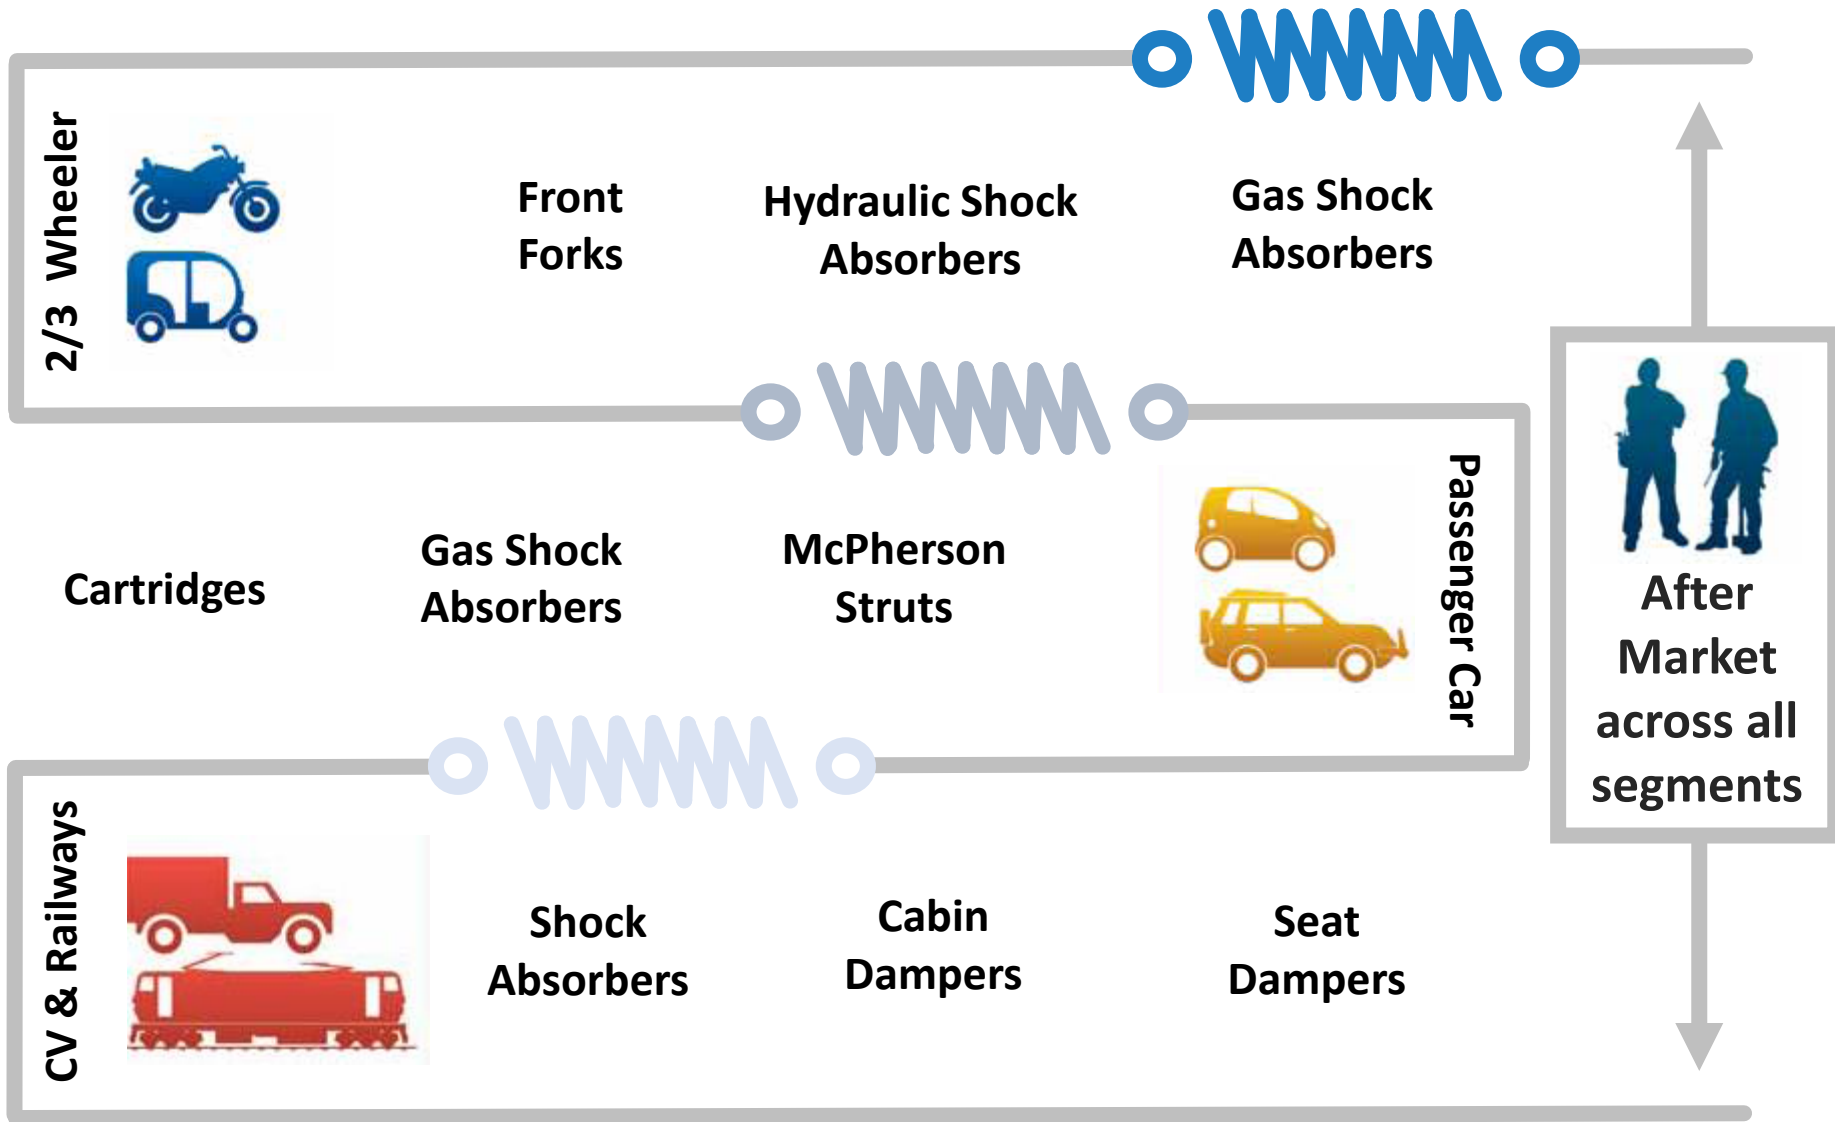 2/3 Wheeler
Front
Forks
Hydraulic Shock
Absorbers
Gas Shock
Absorbers
Cartridges
Gas Shock
Absorbers
McPherson
Struts
Passenger Car
CV & Railways
Shock
Absorbers
Cabin
Dampers
Seat
Dampers
After
Market
across all
segments